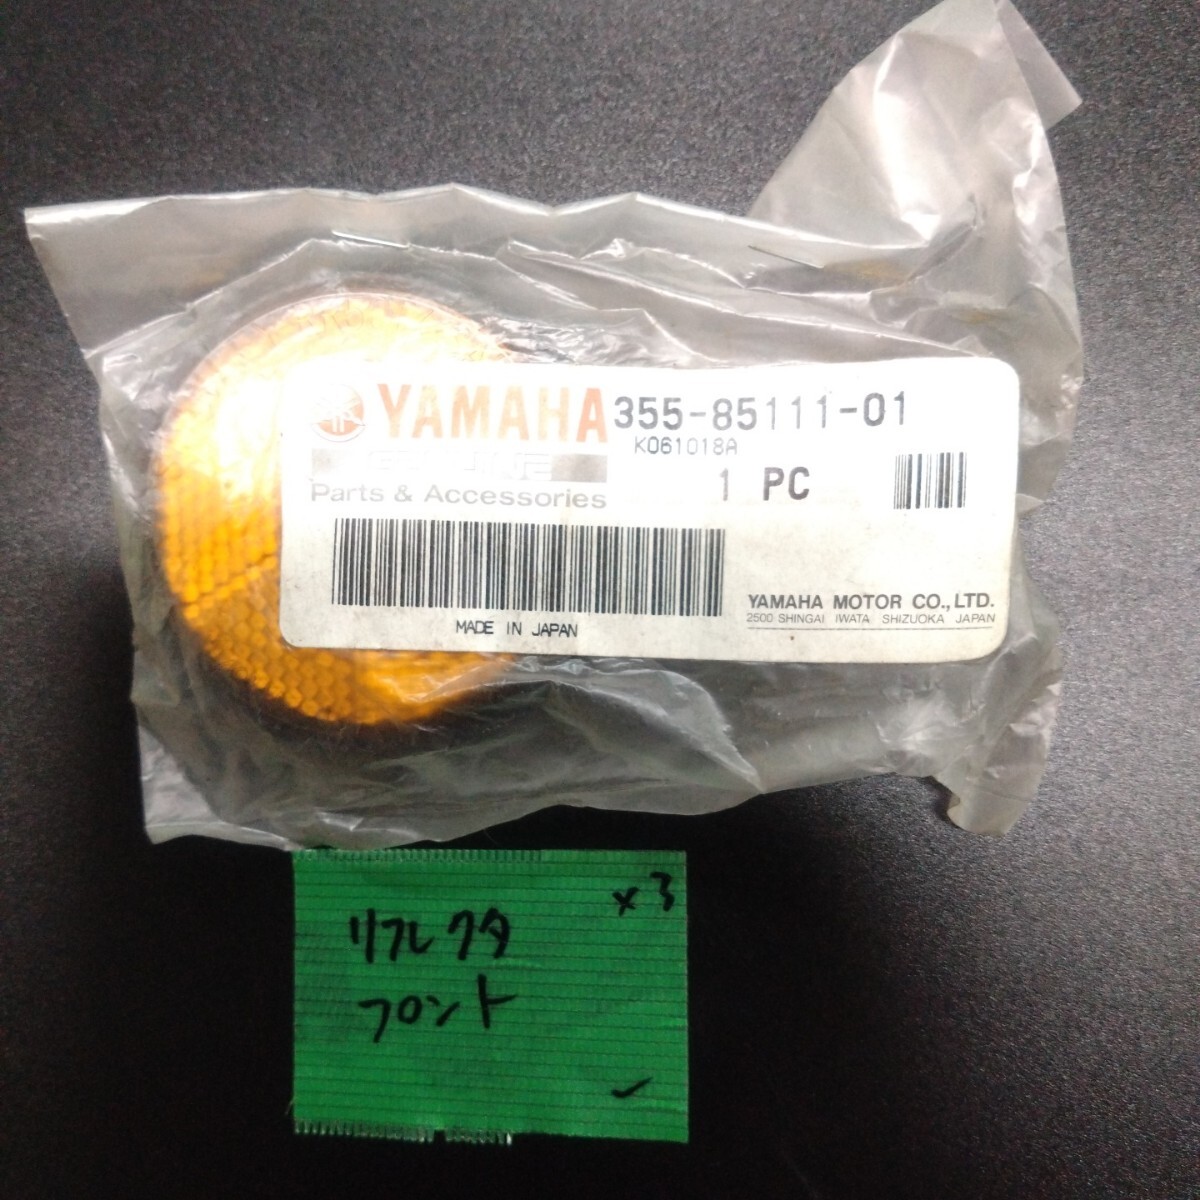 YAMAHA 355-85111-01
K061018A
GENUINE
Parts & Accessories
1 PC
MADE IN JAPAN
YAMAHA MOTOR CO.,LTD.
2500 SHINGAI IWATA SHIZUOKA JAPAN
×3
リフレクタ
フロント